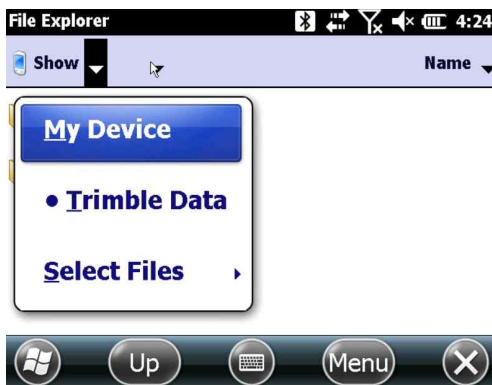 File Explorer 4:24
Show Name
My Device
Trimble Data
Select Files
Up Menu